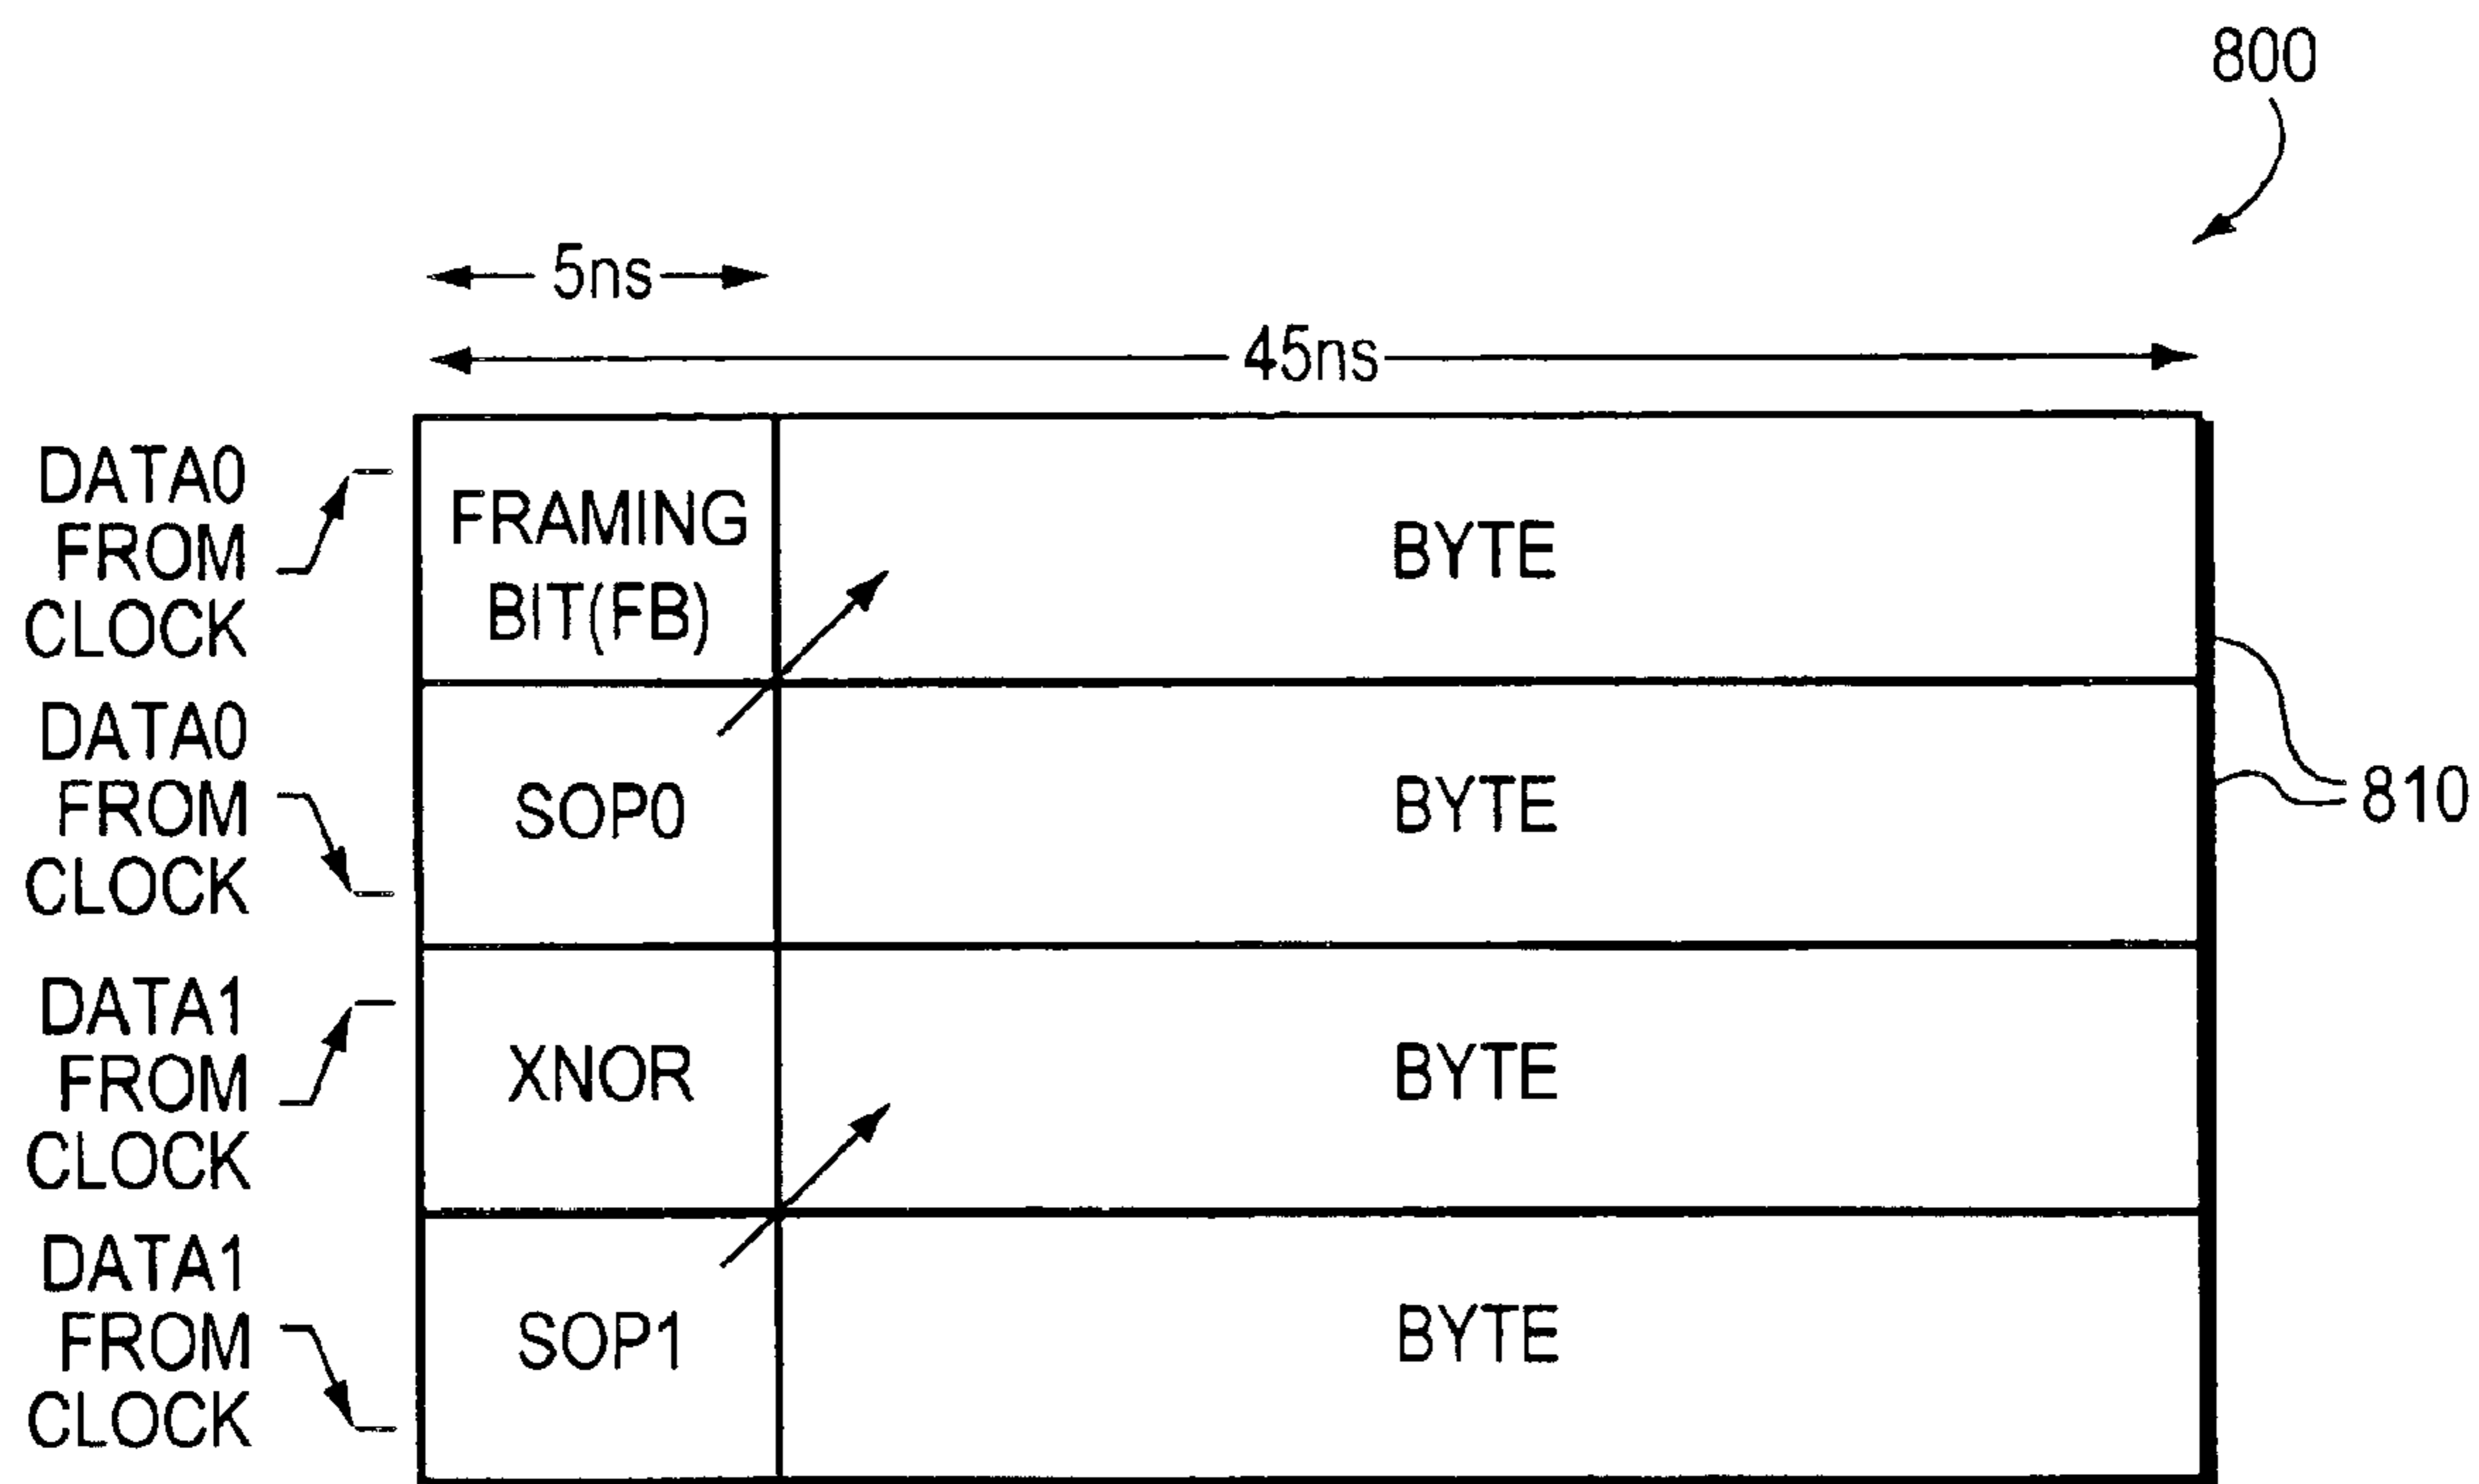 800
5ns
45ns
DATA0
FROM
CLOCK
FRAMING
BIT(FB)
BYTE
DATA0
FROM
CLOCK
SOP0
BYTE
810
DATA1
FROM
CLOCK
XNOR
BYTE
DATA1
FROM
CLOCK
SOP1
BYTE